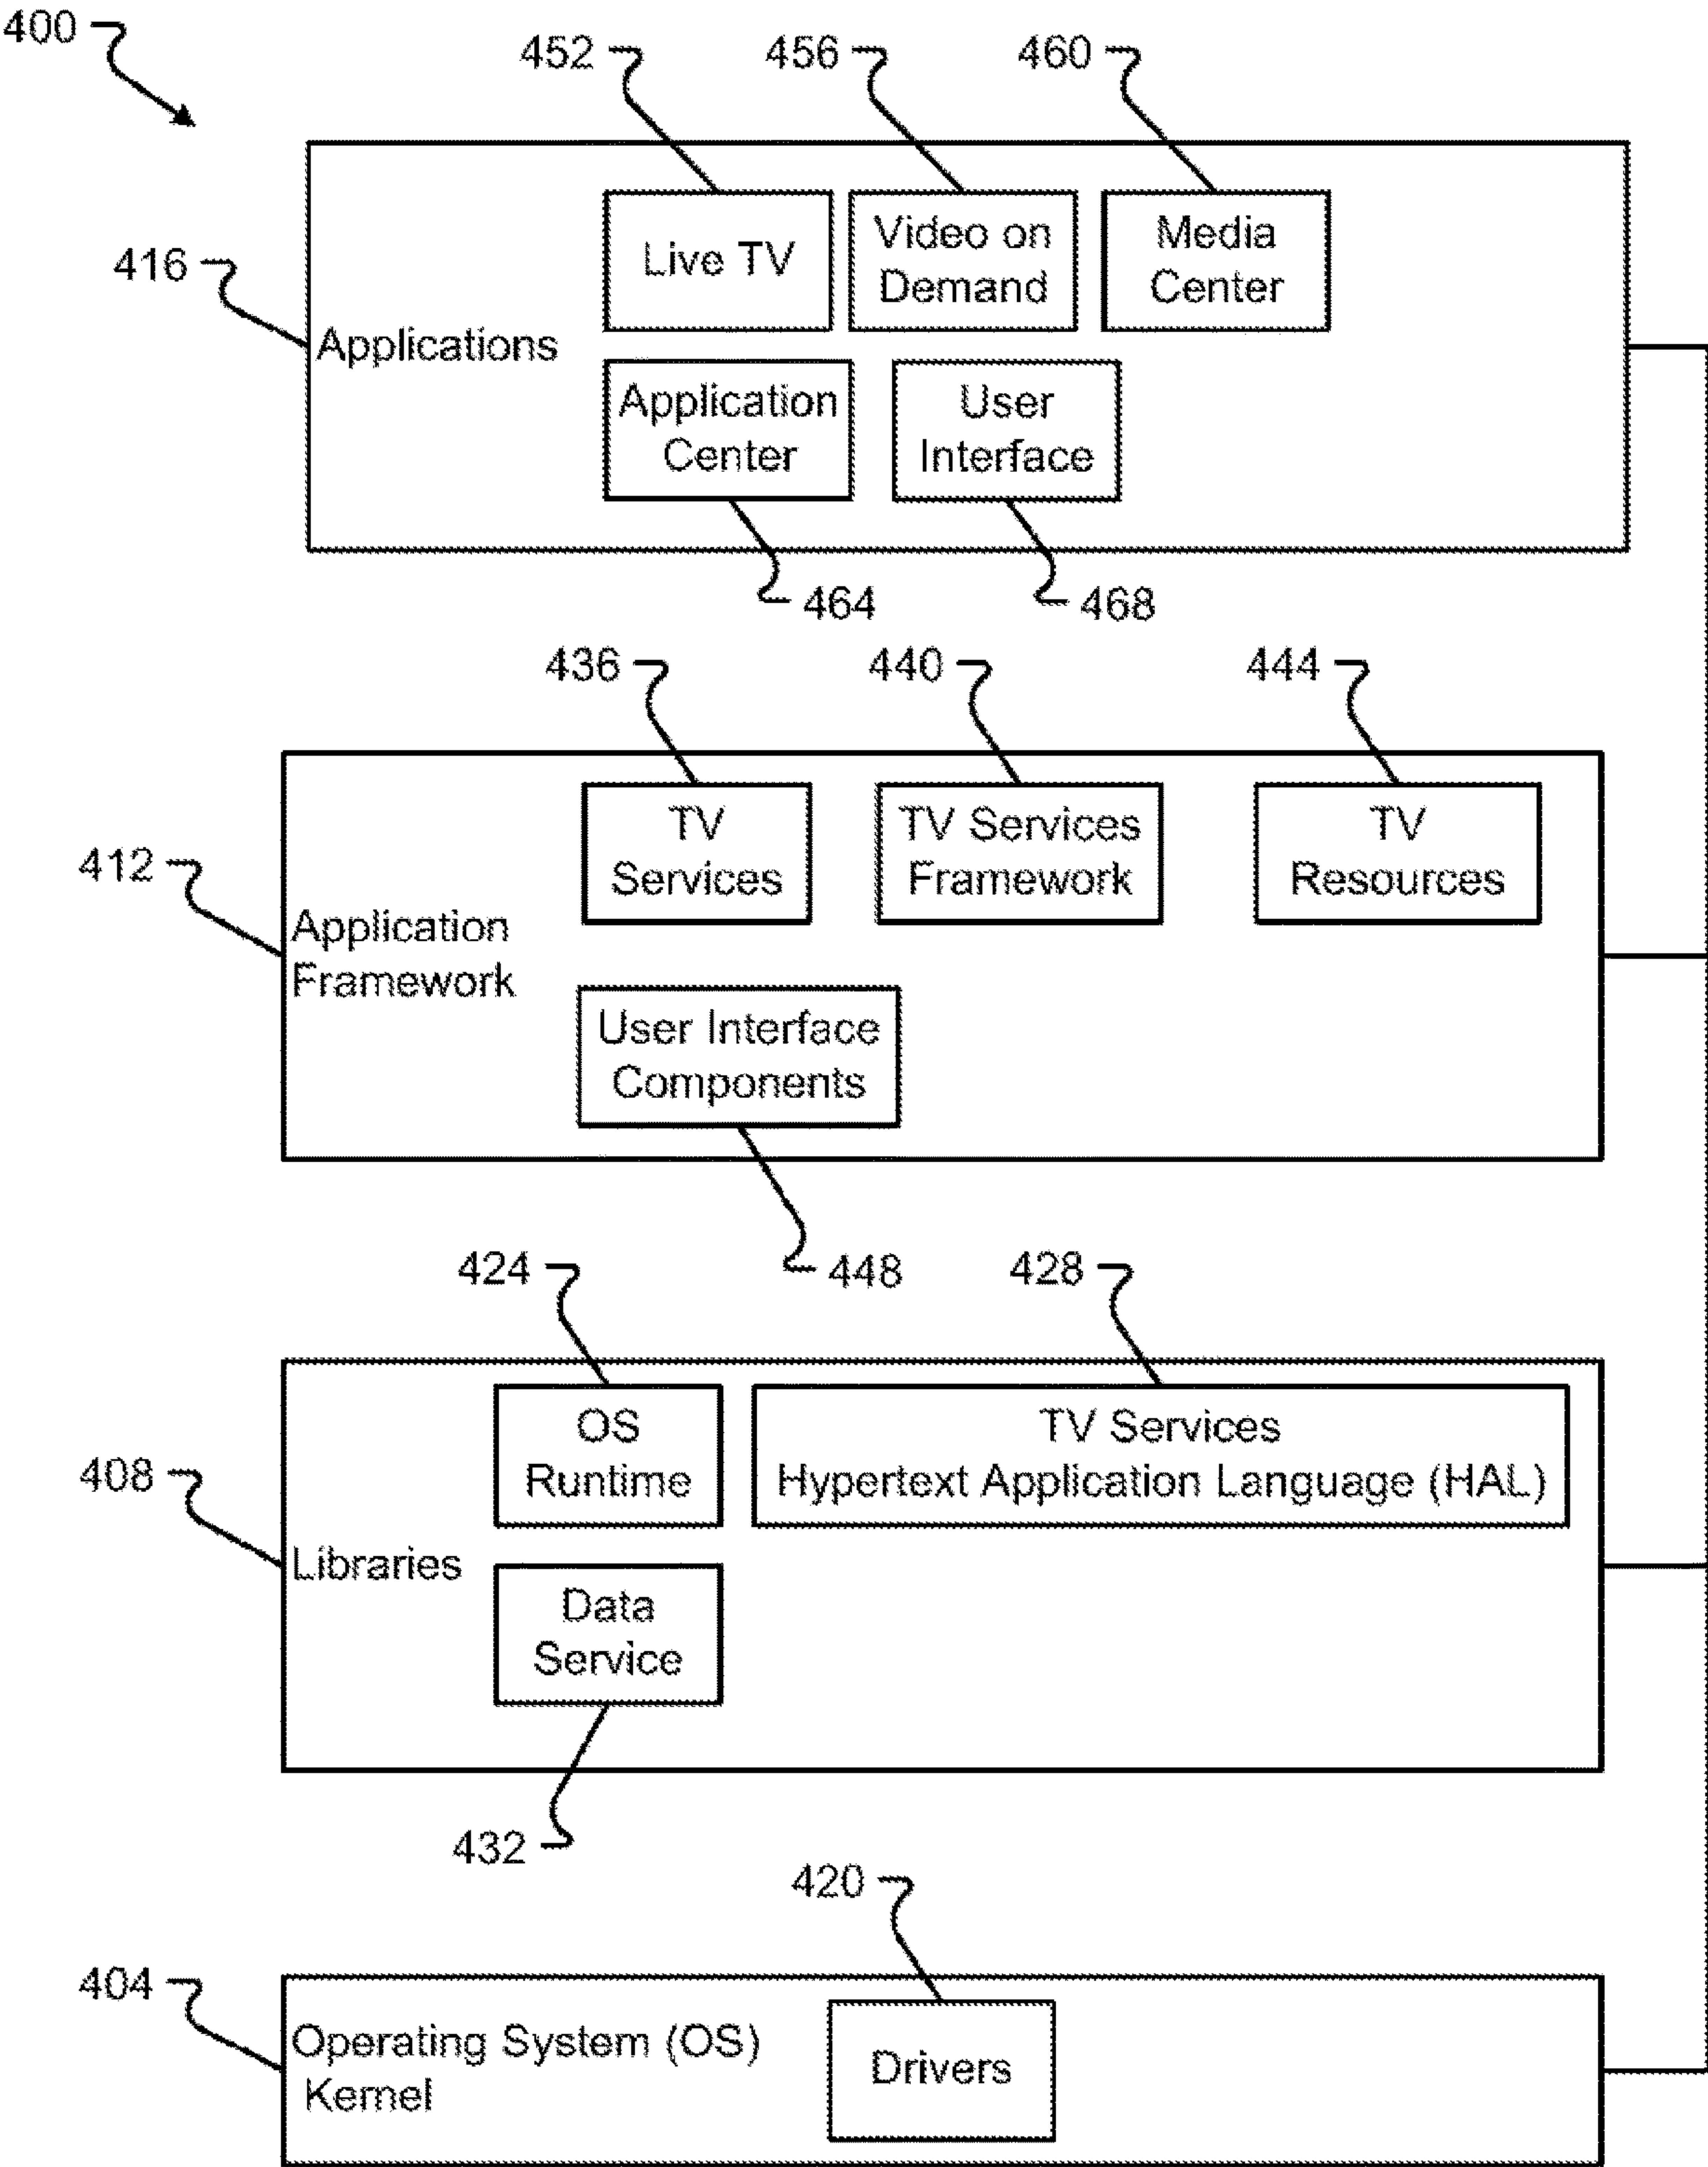 400
452
456
460
416
Applications
Live TV
Video on
Demand
Media
Center
Application
Center
User
Interface
464
468
436
440
444
412
Application
Framework
TV
Services
TV Services
Framework
TV
Resources
User Interface
Components
448
424
428
408
Libraries
OS
Runtime
TV Services
Hypertext Application Language (HAL)
Data
Service
432
420
404
Operating System (OS)
Kernel
Drivers